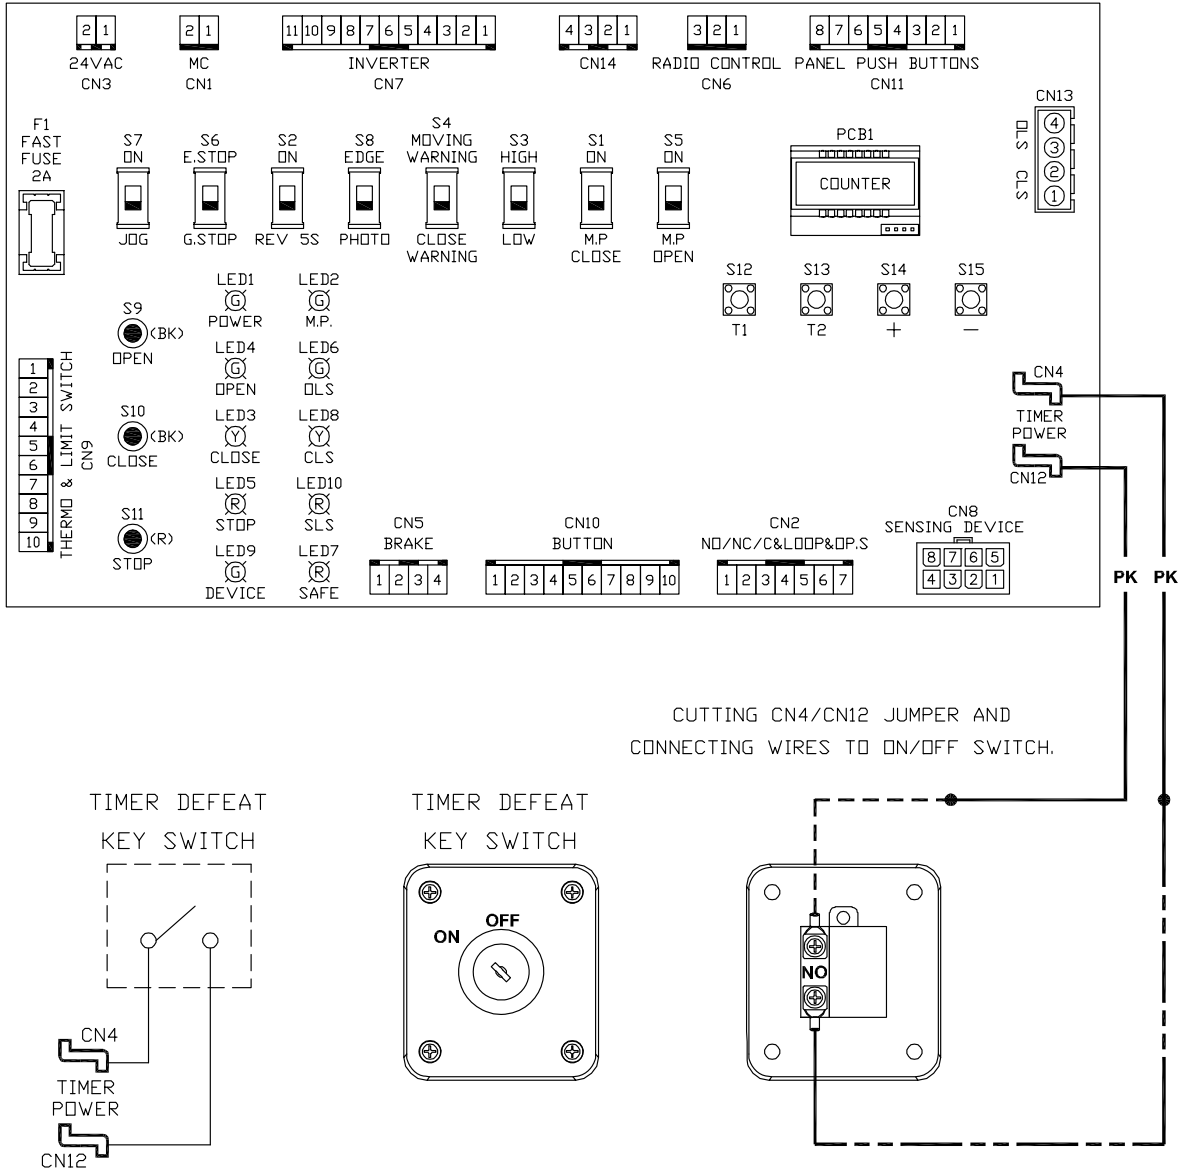 2 1
24VAC
CN3
2 1
MC
CN1
11 10 9 8 7 6 5 4 3 2 1
INVERTER
CN7
4 3 2 1
CN14
3 2 1
RADIO CONTROL
CN6
8 7 6 5 4 3 2 1
PANEL PUSH BUTTONS
CN11
CN13
OLS CLS
4
3
2
1
F1
FAST
FUSE
2A
S7
ON
JOG
S6
E.STOP
G.STOP
S2
ON
REV 5S
S8
EDGE
PHOTO
S4
MOVING
WARNING
CLOSE
WARNING
S3
HIGH
LOW
S1
ON
M.P
CLOSE
S5
ON
M.P
OPEN
PCB1
COUNTER
S12
T1
S13
T2
S14
+
S15
−
S9
(BK)
OPEN
S10
(BK)
CLOSE
S11
(R)
STOP
LED1
G
POWER
LED2
G
M.P.
LED4
G
OPEN
LED6
G
OLS
LED3
Y
CLOSE
LED8
Y
CLS
LED5
R
STOP
LED10
R
SLS
LED9
G
DEVICE
LED7
R
SAFE
1
2
3
4
5
6
7
8
9
10
THERMO & LIMIT SWITCH
CN9
CN5
BRAKE
1 2 3 4
CN10
BUTTON
1 2 3 4 5 6 7 8 9 10
CN2
NO/NC/C&LOOP&OP.S
1 2 3 4 5 6 7
CN8
SENSING DEVICE
8 7 6 5
4 3 2 1
CN4
TIMER
POWER
CN12
PK PK
CUTTING CN4/CN12 JUMPER AND
CONNECTING WIRES TO ON/OFF SWITCH.
TIMER DEFEAT
KEY SWITCH
CN4
TIMER
POWER
CN12
TIMER DEFEAT
KEY SWITCH
OFF
ON
NO